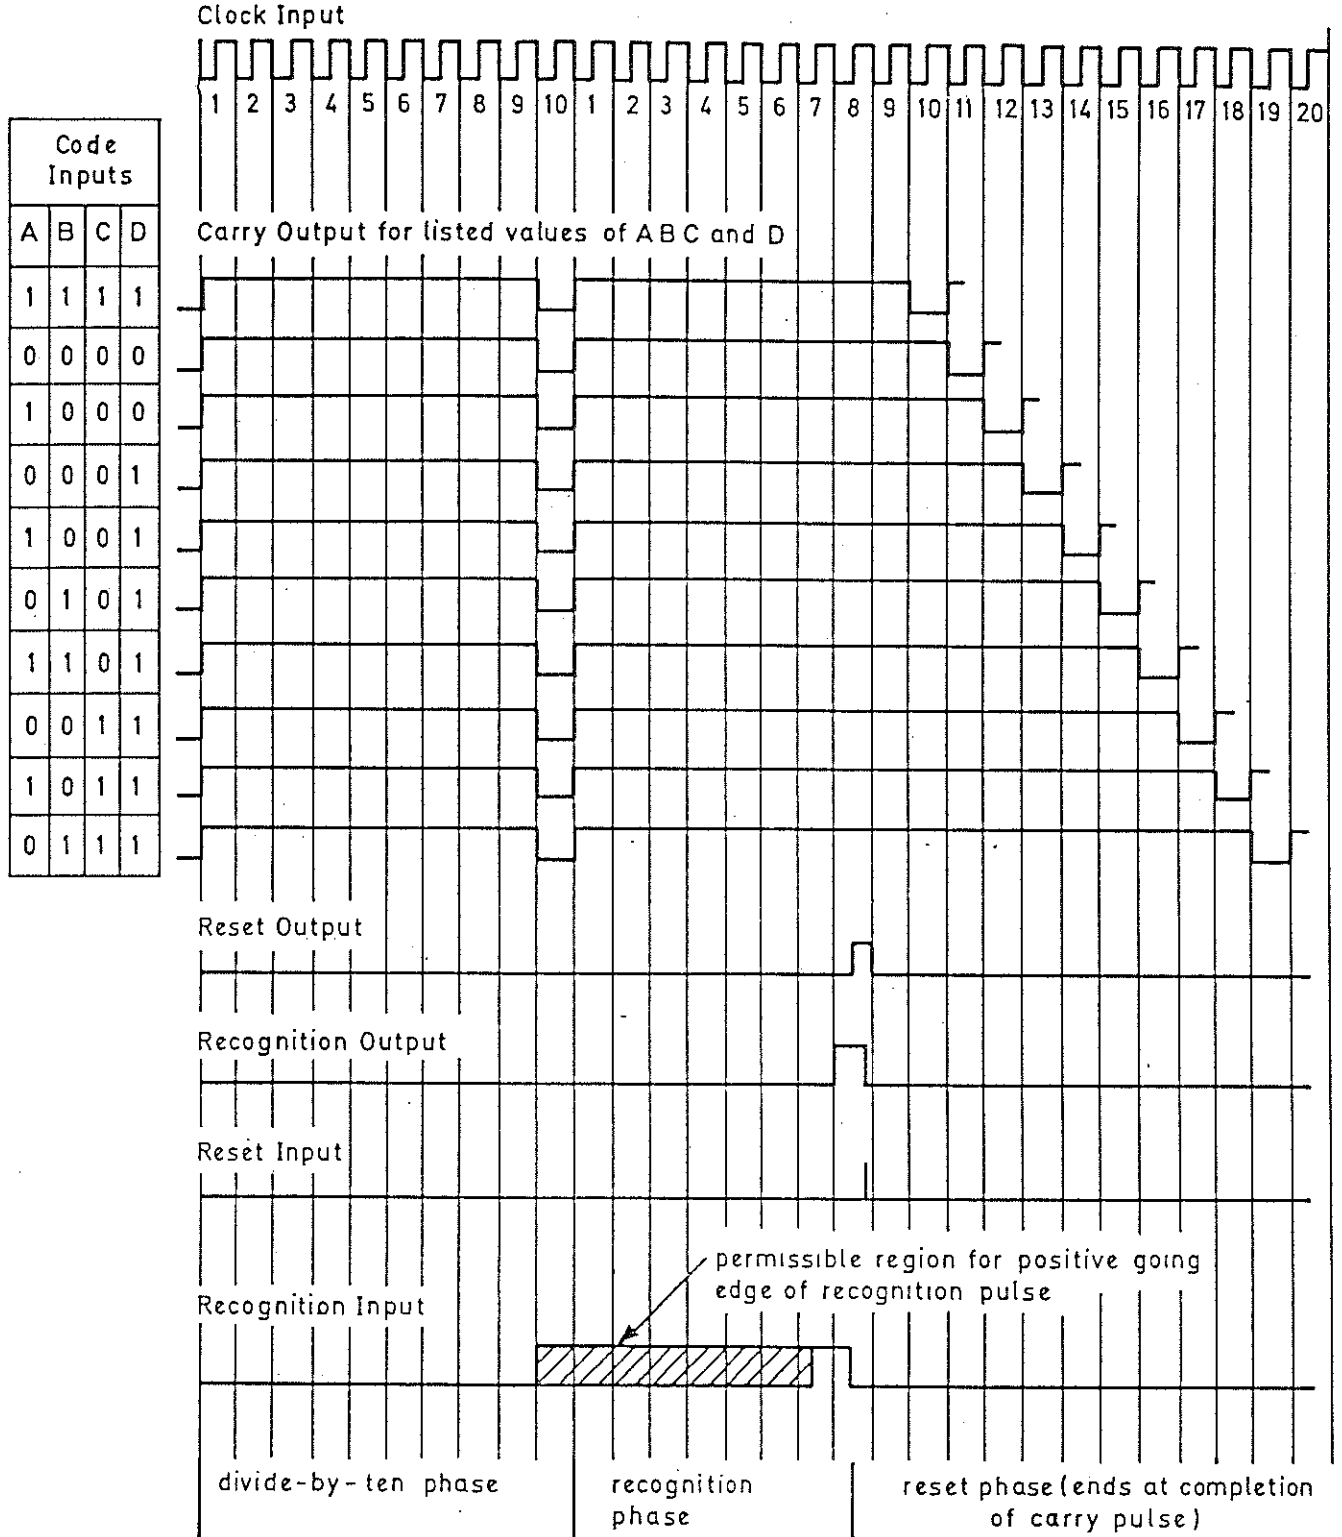 Clock Input
1 2 3 4 5 6 7 8 9 10 1 2 3 4 5 6 7 8 9 10 11 12 13 14 15 16 17 18 19 20
Code
Inputs
A B C D
Carry Output for listed values of A B C and D
1 1 1 1
0 0 0 0
1 0 0 0
0 0 0 1
1 0 0 1
0 1 0 1
1 1 0 1
0 0 1 1
1 0 1 1
0 1 1 1
Reset Output
Recognition Output
Reset Input
permissible region for positive going
edge of recognition pulse
Recognition Input
divide-by-ten phase
recognition
phase
reset phase (ends at completion
of carry pulse)